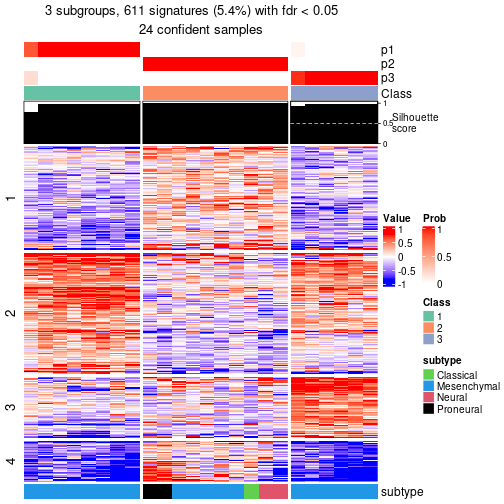 3 subgroups, 611 signatures (5.4%) with fdr < 0.05
24 confident samples
p1
p2
p3
Class
1
0.5
0
Silhouette
score
1
2
3
4
Value
1
0.5
0
-0.5
-1
Prob
1
0.5
0
Class
1
2
3
subtype
Classical
Mesenchymal
Neural
Proneural
subtype